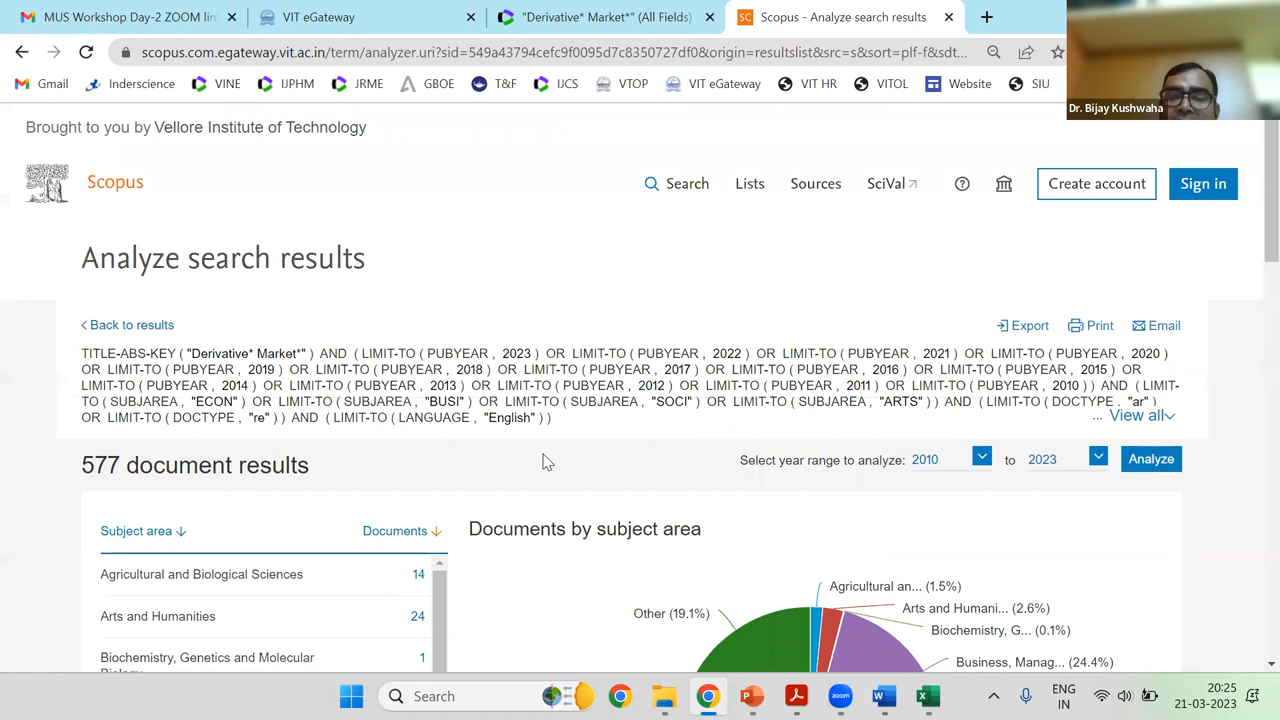 MUS Workshop Day-2 ZOOM lin
VIT eGateway
"Derivative* Market*" (All Fields)
SC Scopus - Analyze search results
scopus.com.egateway.vit.ac.in/term/analyzer.uri?sid=549a43794cefc9f0095d7c8350727df0&origin=resultslist&src=s&sort=plf-f&sdt...
Gmail Inderscience VINE IJPHM JRME GBOE T&F IJCS VTOP VIT eGateway VIT HR VITOL Website SIU
Dr. Bijay Kushwaha
Brought to you by Vellore Institute of Technology
Scopus
Search Lists Sources SciVal Create account Sign in
Analyze search results
Back to results
Export Print Email
TITLE-ABS-KEY ( "Derivative* Market*" ) AND ( LIMIT-TO ( PUBYEAR , 2023 ) OR LIMIT-TO ( PUBYEAR , 2022 ) OR LIMIT-TO ( PUBYEAR , 2021 ) OR LIMIT-TO ( PUBYEAR , 2020 )
OR LIMIT-TO ( PUBYEAR , 2019 ) OR LIMIT-TO ( PUBYEAR , 2018 ) OR LIMIT-TO ( PUBYEAR , 2017 ) OR LIMIT-TO ( PUBYEAR , 2016 ) OR LIMIT-TO ( PUBYEAR , 2015 ) OR
LIMIT-TO ( PUBYEAR , 2014 ) OR LIMIT-TO ( PUBYEAR , 2013 ) OR LIMIT-TO ( PUBYEAR , 2012 ) OR LIMIT-TO ( PUBYEAR , 2011 ) OR LIMIT-TO ( PUBYEAR , 2010 ) ) AND ( LIMIT-
TO ( SUBJAREA , "ECON" ) OR LIMIT-TO ( SUBJAREA , "BUSI" ) OR LIMIT-TO ( SUBJAREA , "SOCI" ) OR LIMIT-TO ( SUBJAREA , "ARTS" ) ) AND ( LIMIT-TO ( DOCTYPE , "ar" )
OR LIMIT-TO ( DOCTYPE , "re" ) ) AND ( LIMIT-TO ( LANGUAGE , "English" ) )
... View all
577 document results
Select year range to analyze: 2010 to 2023 Analyze
Subject area Documents
Documents by subject area
Agricultural and Biological Sciences 14
Arts and Humanities 24
Biochemistry, Genetics and Molecular 1
Agricultural an... (1.5%)
Arts and Humani... (2.6%)
Other (19.1%)
Biochemistry, G... (0.1%)
Business, Manag... (24.4%)
Search
ENG
IN
20:25
21-03-2023